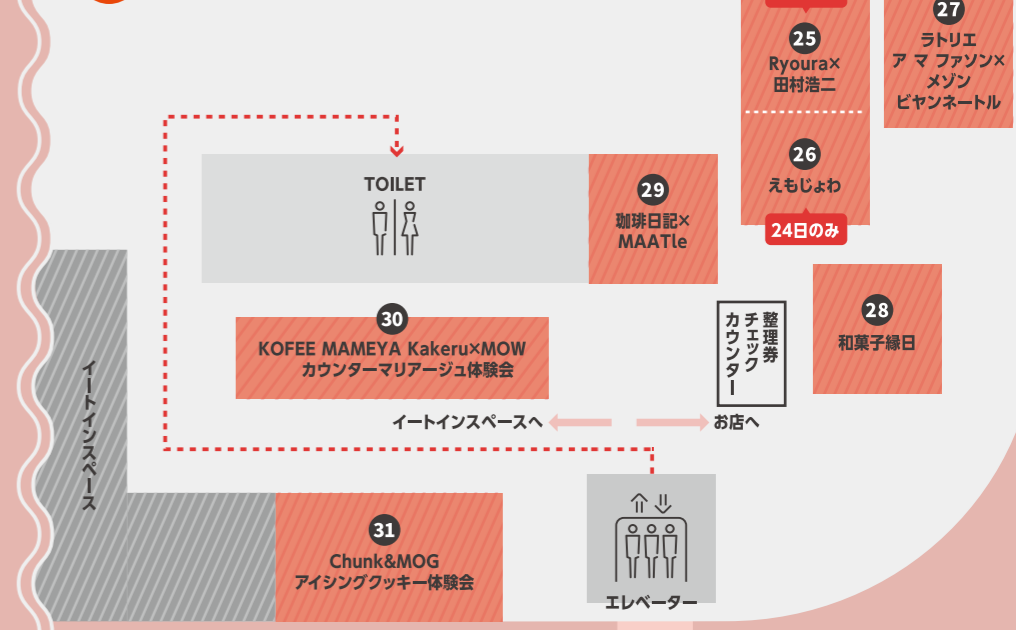 25
Ryoura×
田村浩二
27
ラトリエ
ア マ ファソン×
メゾン
ビヤンネートル
26
えもじょわ
24日のみ
TOILET
29
珈琲日記×
MAATle
30
KOFEE MAMEYA Kakeru×MOW
カウンターマリアージュ体験会
整理券
チェック
カウンター
28
和菓子縁日
イートインスペースへ
お店へ
イートインスペース
31
Chunk&MOG
アイシングクッキー体験会
エレベーター